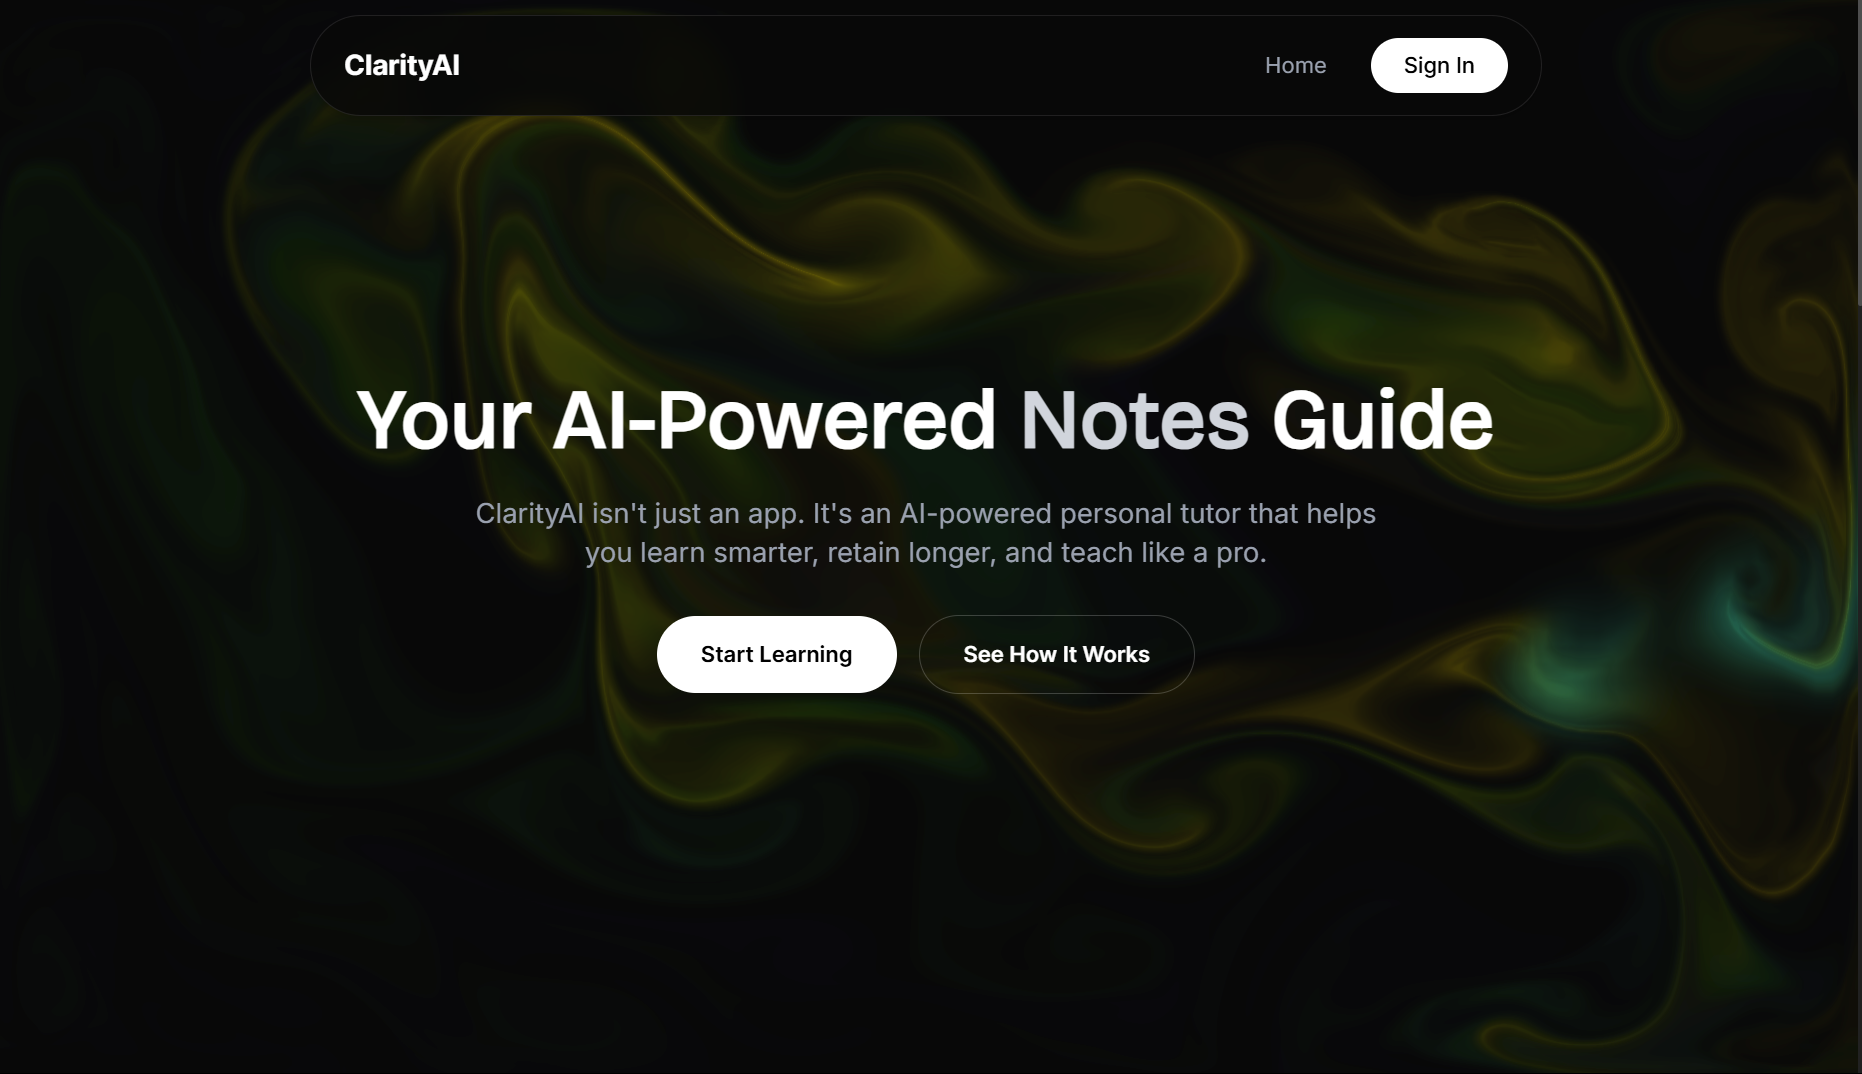 ClarityAI
Home
Sign In
Your AI-Powered Notes Guide
ClarityAI isn't just an app. It's an AI-powered personal tutor that helps
you learn smarter, retain longer, and teach like a pro.
Start Learning
See How It Works